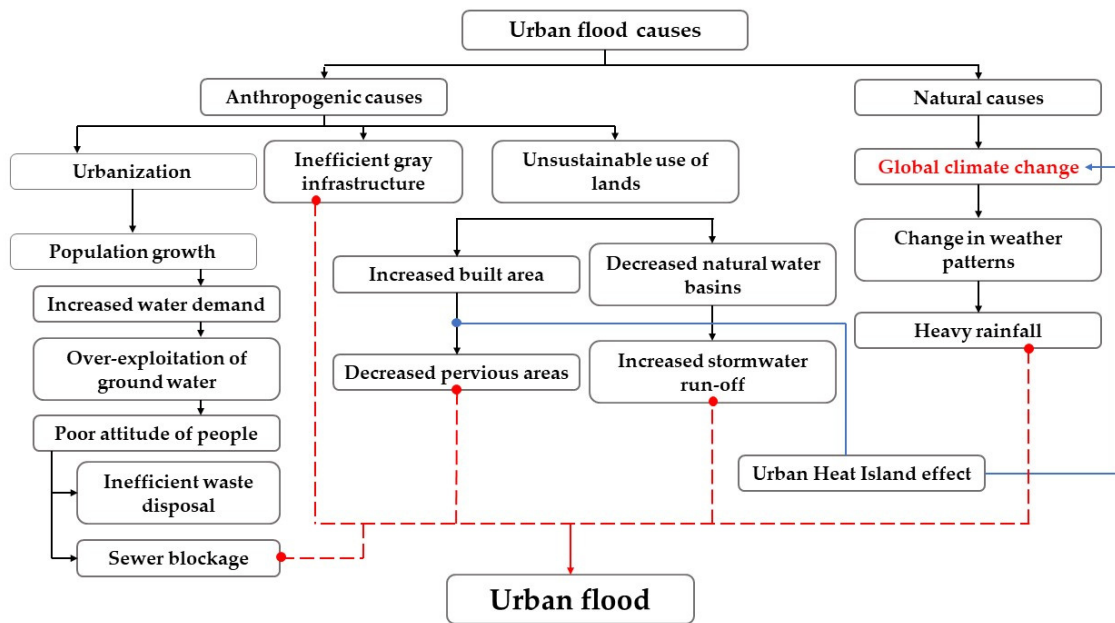 Urban flood causes
Anthropogenic causes
Natural causes
Urbanization
Inefficient gray
infrastructure
Unsustainable use of
lands
Global climate change
Population growth
Increased built area
Decreased natural water
basins
Change in weather
patterns
Increased water demand
Over-exploitation of
ground water
Decreased pervious areas
Increased stormwater
run-off
Heavy rainfall
Poor attitude of people
Inefficient waste
disposal
Urban Heat Island effect
Sewer blockage
Urban flood